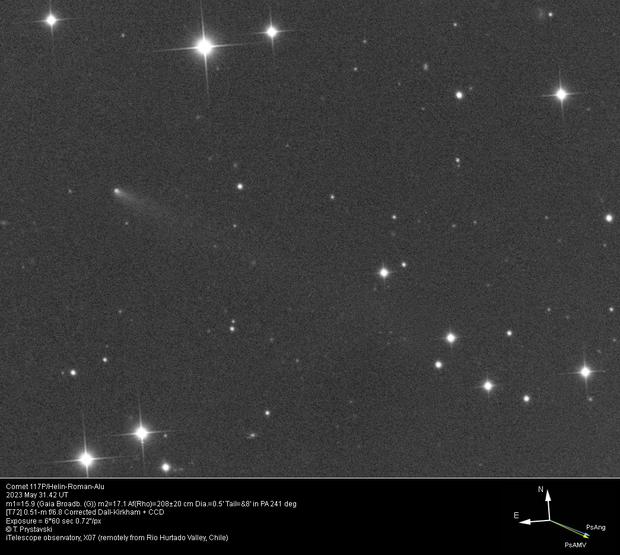 Comet 117P/Helin-Roman-Alu
2023 May 31.42 UT
m1=15.9 (Gaia Broadb. (G)) m2=17.1 Af(Rho)=208±20 cm Dia.=0.5' Tail=&8' in PA 241 deg
[T72] 0.51-m f/6.8 Corrected Dall-Kirkham + CCD
Exposure = 6*60 sec 0.72"/px
© T. Prystavski
iTelescope observatory, X07 (remotely from Rio Hurtado Valley, Chile)
N
E
PsAng
PsAMV